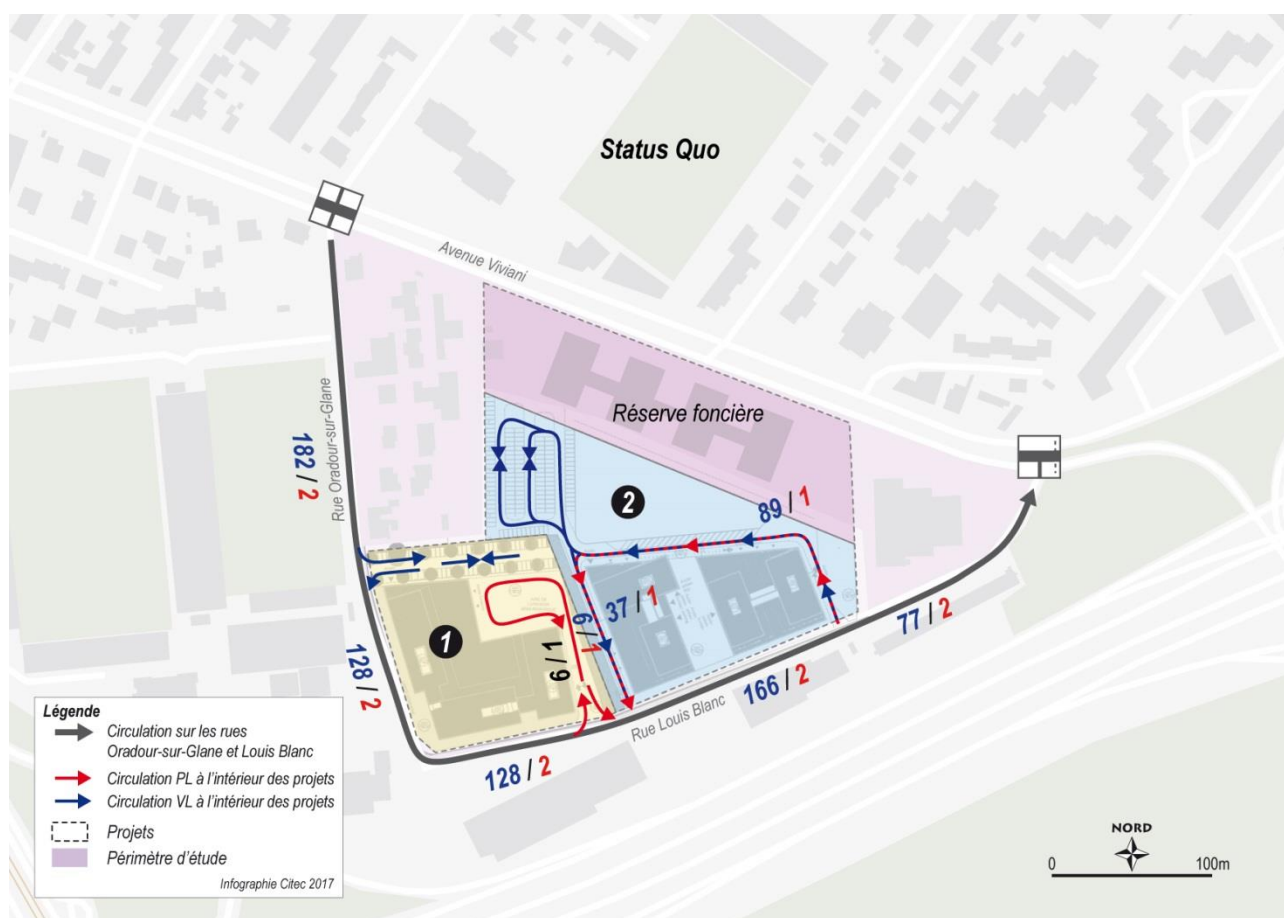 Status Quo
Avenue Viviani
Réserve foncière
Rue Oradour-sur-Glane
182 / 2
2
89 / 1
37 / 1
6 / 1
6 / 1
1
77 / 2
128 / 2
166 / 2
Rue Louis Blanc
128 / 2
Légende
Circulation sur les rues
Oradour-sur-Glane et Louis Blanc
Circulation PL à l'intérieur des projets
Circulation VL à l'intérieur des projets
Projets
Périmètre d'étude
Infographie Citec 2017
NORD
0 100m